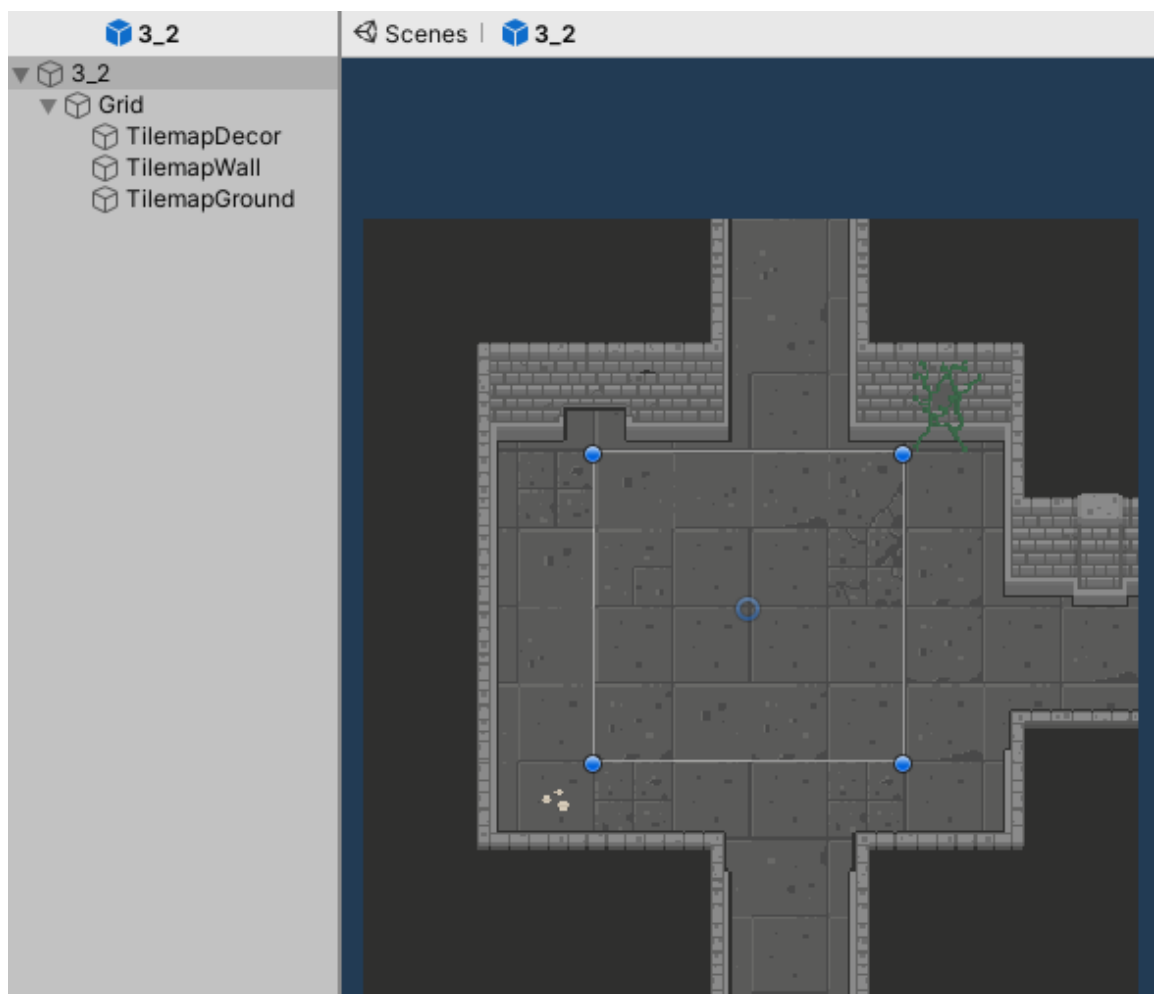 3_2
Scenes | 3_2
3_2
Grid
TilemapDecor
TilemapWall
TilemapGround